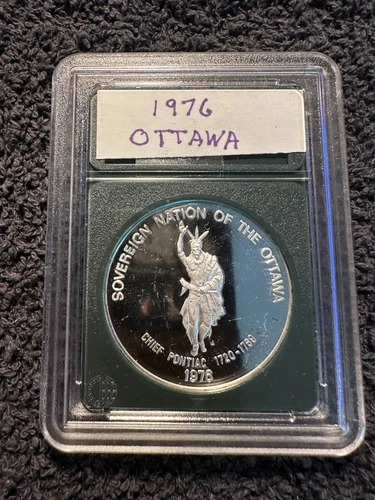 1976
OTTAWA
SOVEREIGN NATION OF THE OTTAWA
CHIEF PONTIAC 1720-1769
1976